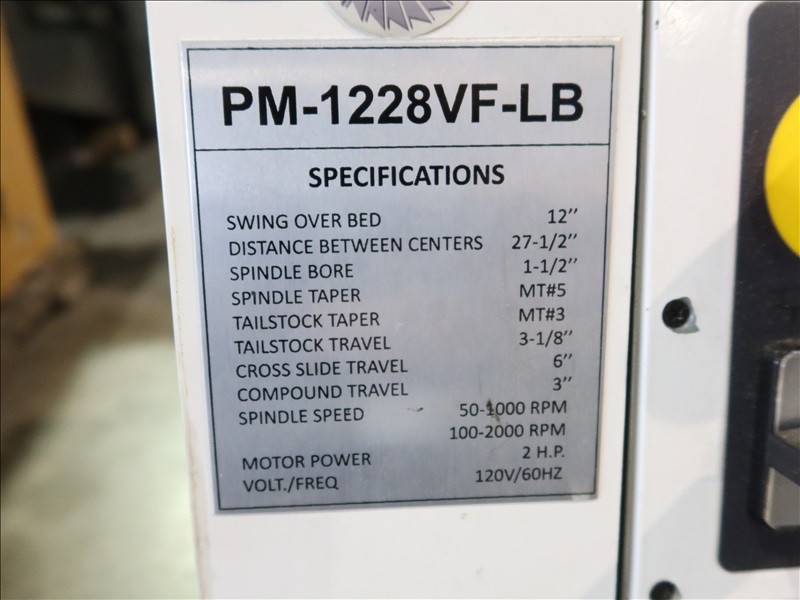 PM-1228VF-LB
SPECIFICATIONS
SWING OVER BED 12’’
DISTANCE BETWEEN CENTERS 27-1/2’’
SPINDLE BORE 1-1/2’’
SPINDLE TAPER MT#5
TAILSTOCK TAPER MT#3
TAILSTOCK TRAVEL 3-1/8’’
CROSS SLIDE TRAVEL 6’’
COMPOUND TRAVEL 3’’
SPINDLE SPEED 50-1000 RPM
100-2000 RPM
MOTOR POWER 2 H.P.
VOLT./FREQ 120V/60HZ